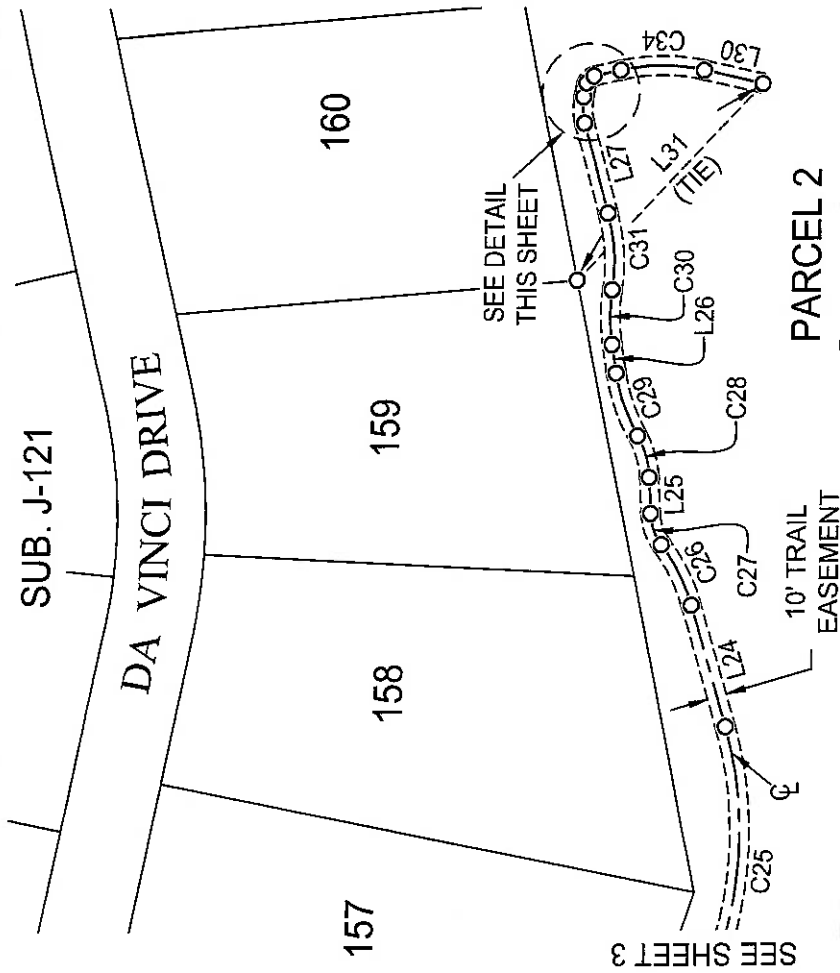 SUB. J-121
DA VINCI DRIVE
157
158
159
160
SEE DETAIL
THIS SHEET
C34
L30
L31
(TIE)
L27
C31
C30
L26
C29
C28
L25
C27
C26
L24
C25
℄
10' TRAIL
EASEMENT
PARCEL 2
SEE SHEET 3